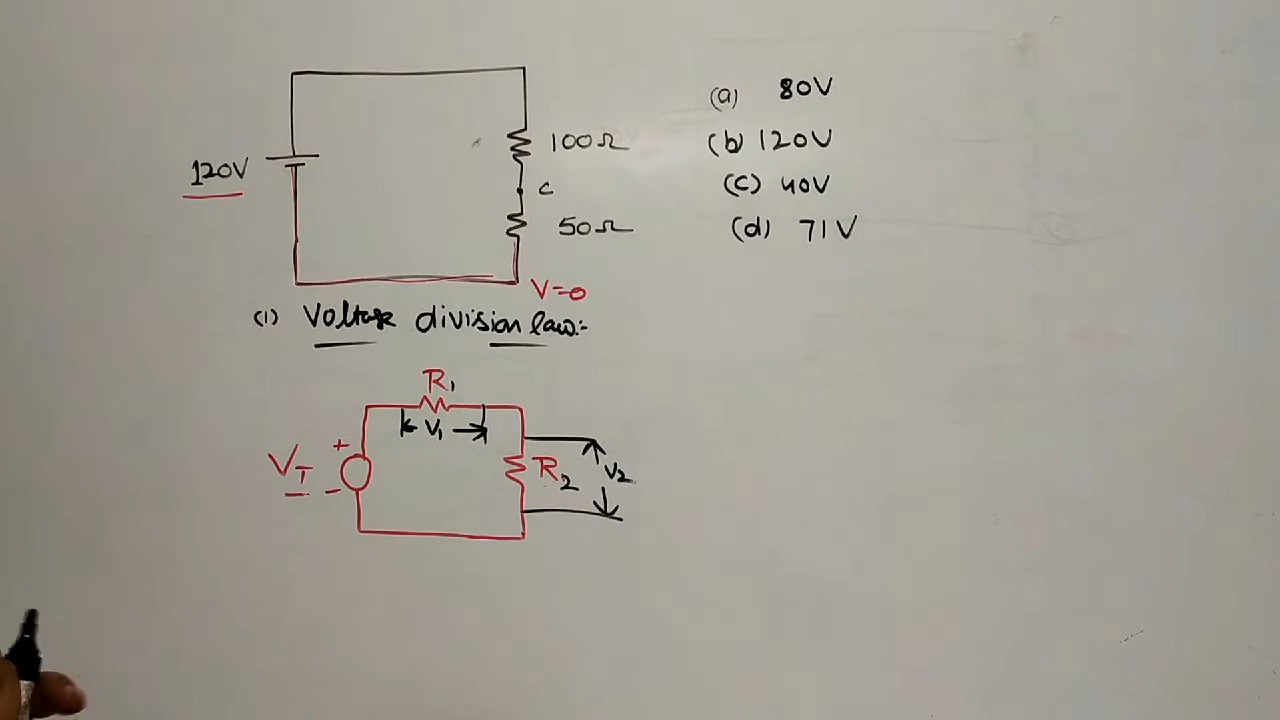 120V
100Ω
C
50Ω
V=0
(a) 80V
(b) 120V
(c) 40V
(d) 71V
(1) Voltage division law:-
R1
V1
VT
+
-
R2
V2